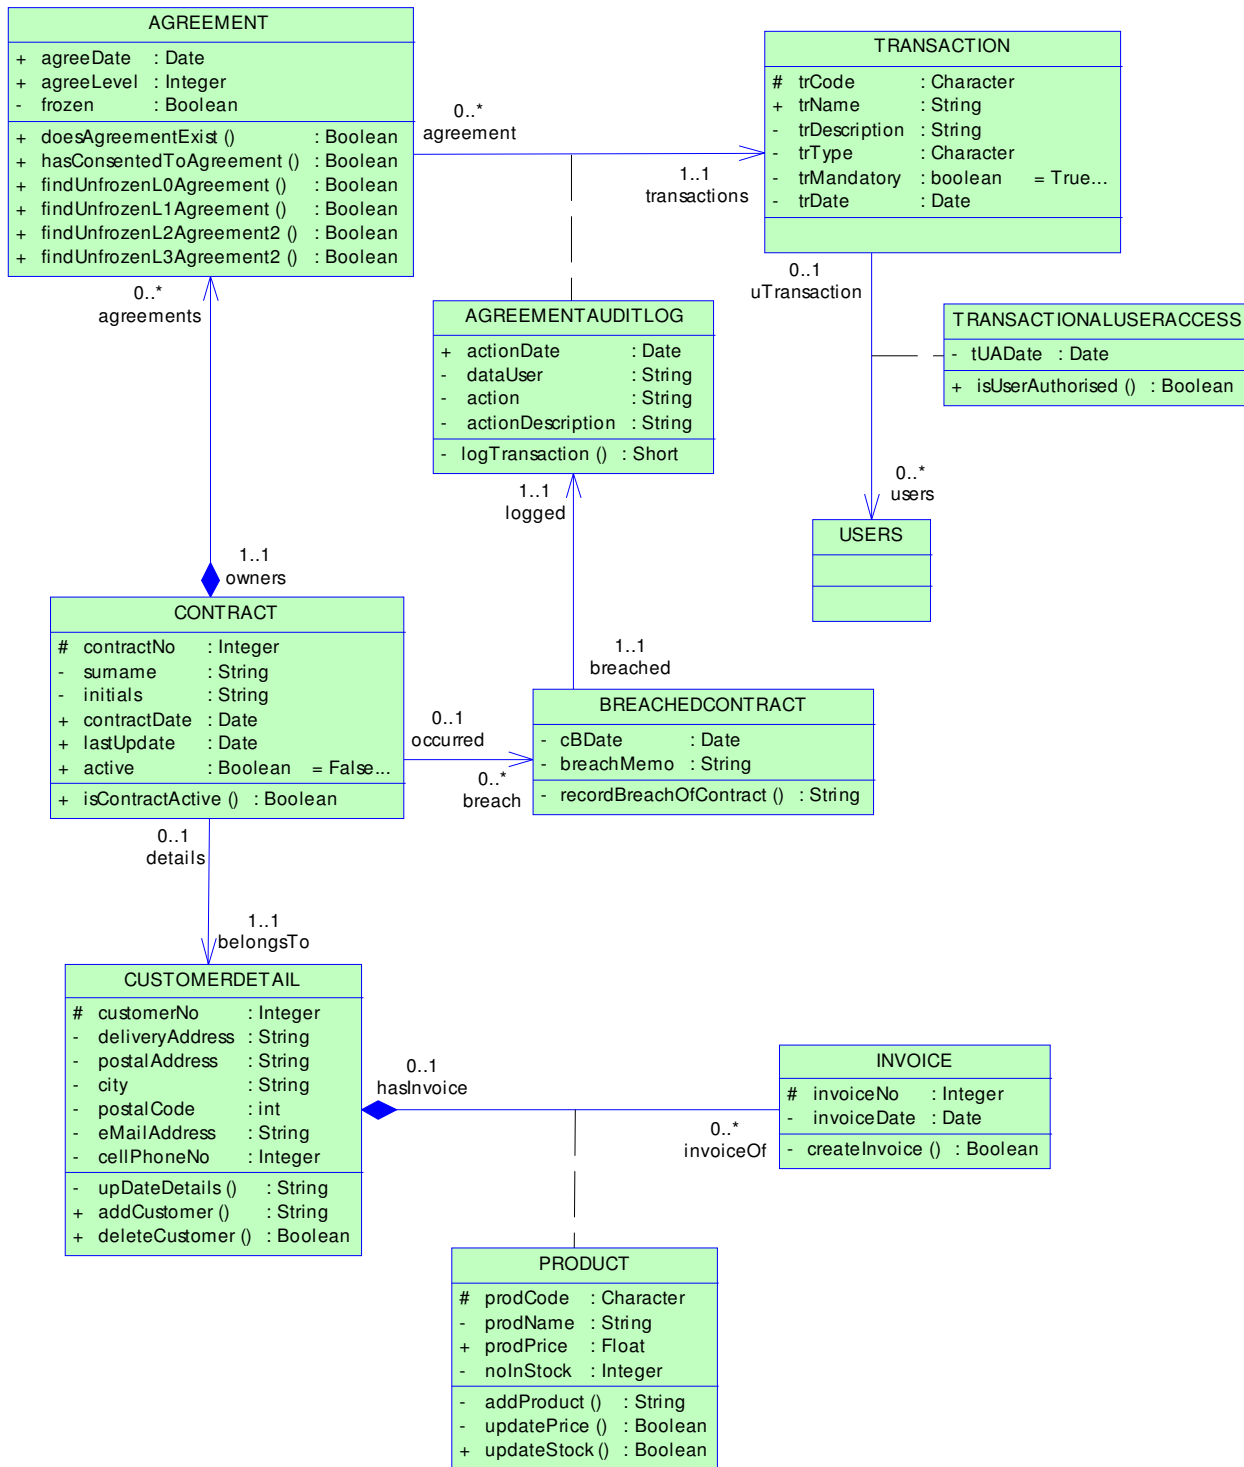 AGREEMENT
+ agreeDate : Date
+ agreeLevel : Integer
- frozen : Boolean
+ doesAgreementExist () : Boolean
+ hasConsentedToAgreement () : Boolean
+ findUnfrozenL0Agreement () : Boolean
+ findUnfrozenL1Agreement () : Boolean
+ findUnfrozenL2Agreement2 () : Boolean
+ findUnfrozenL3Agreement2 () : Boolean
0..*
agreement
1..1
transactions
TRANSACTION
# trCode : Character
+ trName : String
- trDescription : String
- trType : Character
- trMandatory : boolean = True...
- trDate : Date
0..*
agreements
0..1
uTransaction
AGREEMENTAUDITLOG
+ actionDate : Date
- dataUser : String
- action : String
- actionDescription : String
- logTransaction () : Short
TRANSACTIONALUSERACCESS
- tUADate : Date
+ isUserAuthorised () : Boolean
0..*
users
1..1
logged
USERS
1..1
owners
CONTRACT
# contractNo : Integer
- surname : String
- initials : String
+ contractDate : Date
+ lastUpdate : Date
+ active : Boolean = False...
+ isContractActive () : Boolean
1..1
breached
0..1
occurred
0..*
breach
BREACHEDCONTRACT
- cBDate : Date
- breachMemo : String
- recordBreachOfContract () : String
0..1
details
1..1
belongsTo
CUSTOMERDETAIL
# customerNo : Integer
- deliveryAddress : String
- postalAddress : String
- city : String
- postalCode : int
- eMailAddress : String
- cellPhoneNo : Integer
- upDateDetails () : String
+ addCustomer () : String
+ deleteCustomer () : Boolean
0..1
hasInvoice
0..*
invoiceOf
INVOICE
# invoiceNo : Integer
- invoiceDate : Date
- createInvoice () : Boolean
PRODUCT
# prodCode : Character
- prodName : String
+ prodPrice : Float
- noInStock : Integer
- addProduct () : String
- updatePrice () : Boolean
+ updateStock () : Boolean